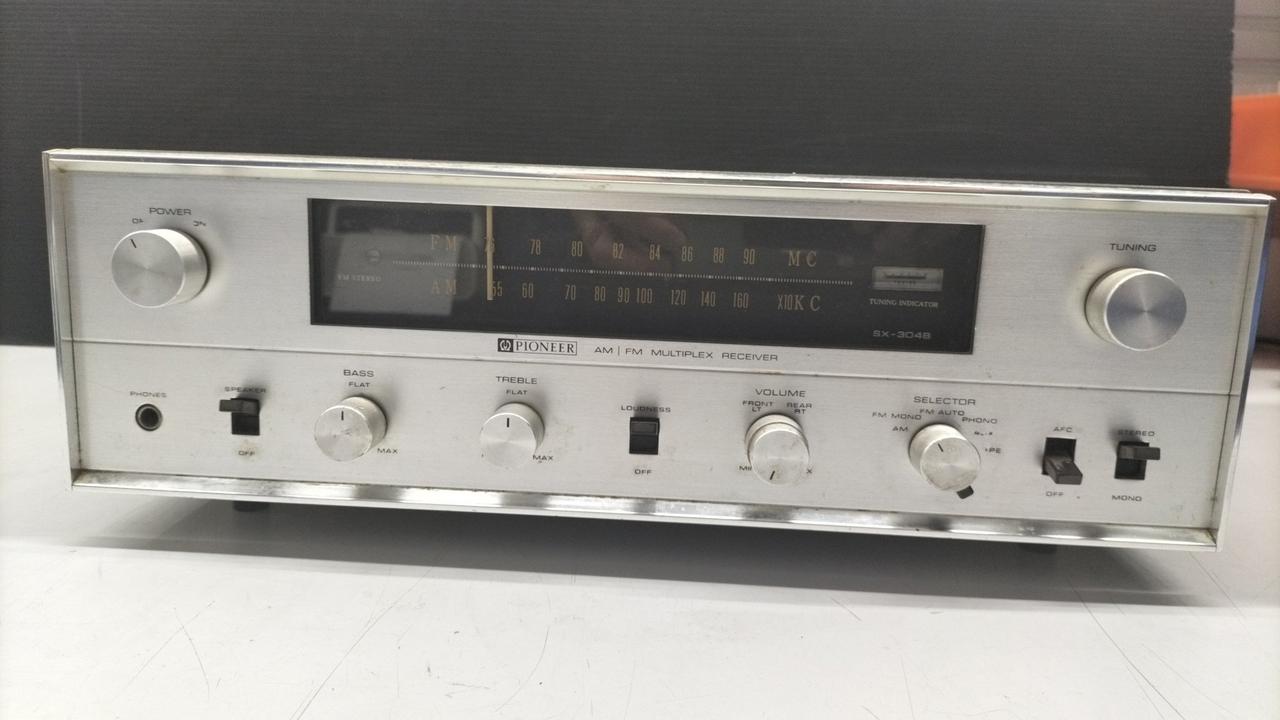 POWER
OFF ON
TUNING
FM 76 78 80 82 84 86 88 90 MC
FM STEREO
AM 55 60 70 80 90 100 120 140 160 X10KC
TUNING INDICATOR
SX-304B
PIONEER AM | FM MULTIPLEX RECEIVER
PHONES
SPEAKER
OFF
BASS
FLAT
MAX
TREBLE
FLAT
MAX
LOUDNESS
OFF
VOLUME
FRONT REAR
LT RT
SELECTOR
FM AUTO
FM MONO PHONO
AM
AFC
OFF
STEREO
MONO